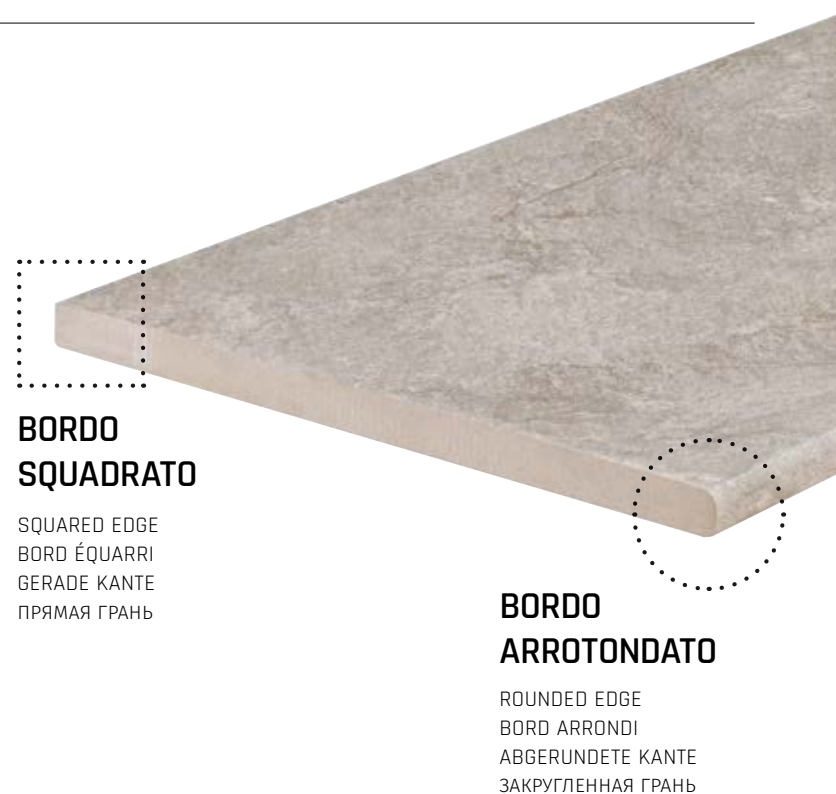 BORDO
SQUADRATO
SQUARED EDGE
BORD ÉQUARRI
GERADE KANTE
ПРЯМАЯ ГРАНЬ
BORDO
ARROTONDATO
ROUNDED EDGE
BORD ARRONDI
ABGERUNDETE KANTE
ЗАКРУГЛЕННАЯ ГРАНЬ